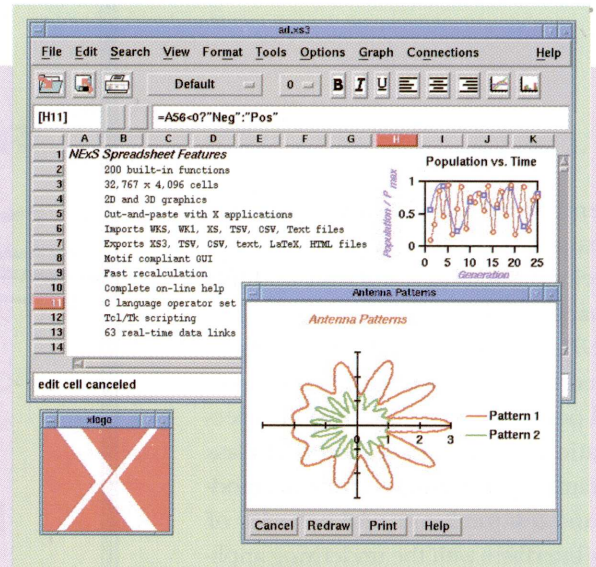 ad.xs3
File Edit Search View Format Tools Options Graph Connections Help
Default 0 B I U
[H11] =A56<0?"Neg":"Pos"
A B C D E F G H I J K
1 NExS Spreadsheet Features
2 200 built-in functions
3 32,767 x 4,096 cells
4 2D and 3D graphics
5 Cut-and-paste with X applications
6 Imports WKS, WK1, XS, TSV, CSV, Text files
7 Exports XS3, TSV, CSV, text, LaTeX, HTML files
8 Motif compliant GUI
9 Fast recalculation
10 Complete on-line help
11 C language operator set
12 Tcl/Tk scripting
13 63 real-time data links
14
Population vs. Time
Population / P max
1
0.5
0
0 5 10 15 20 25
Generation
edit cell canceled
Antenna Patterns
Antenna Patterns
0 1 2 3
Pattern 1
Pattern 2
Cancel Redraw Print Help
xlogo